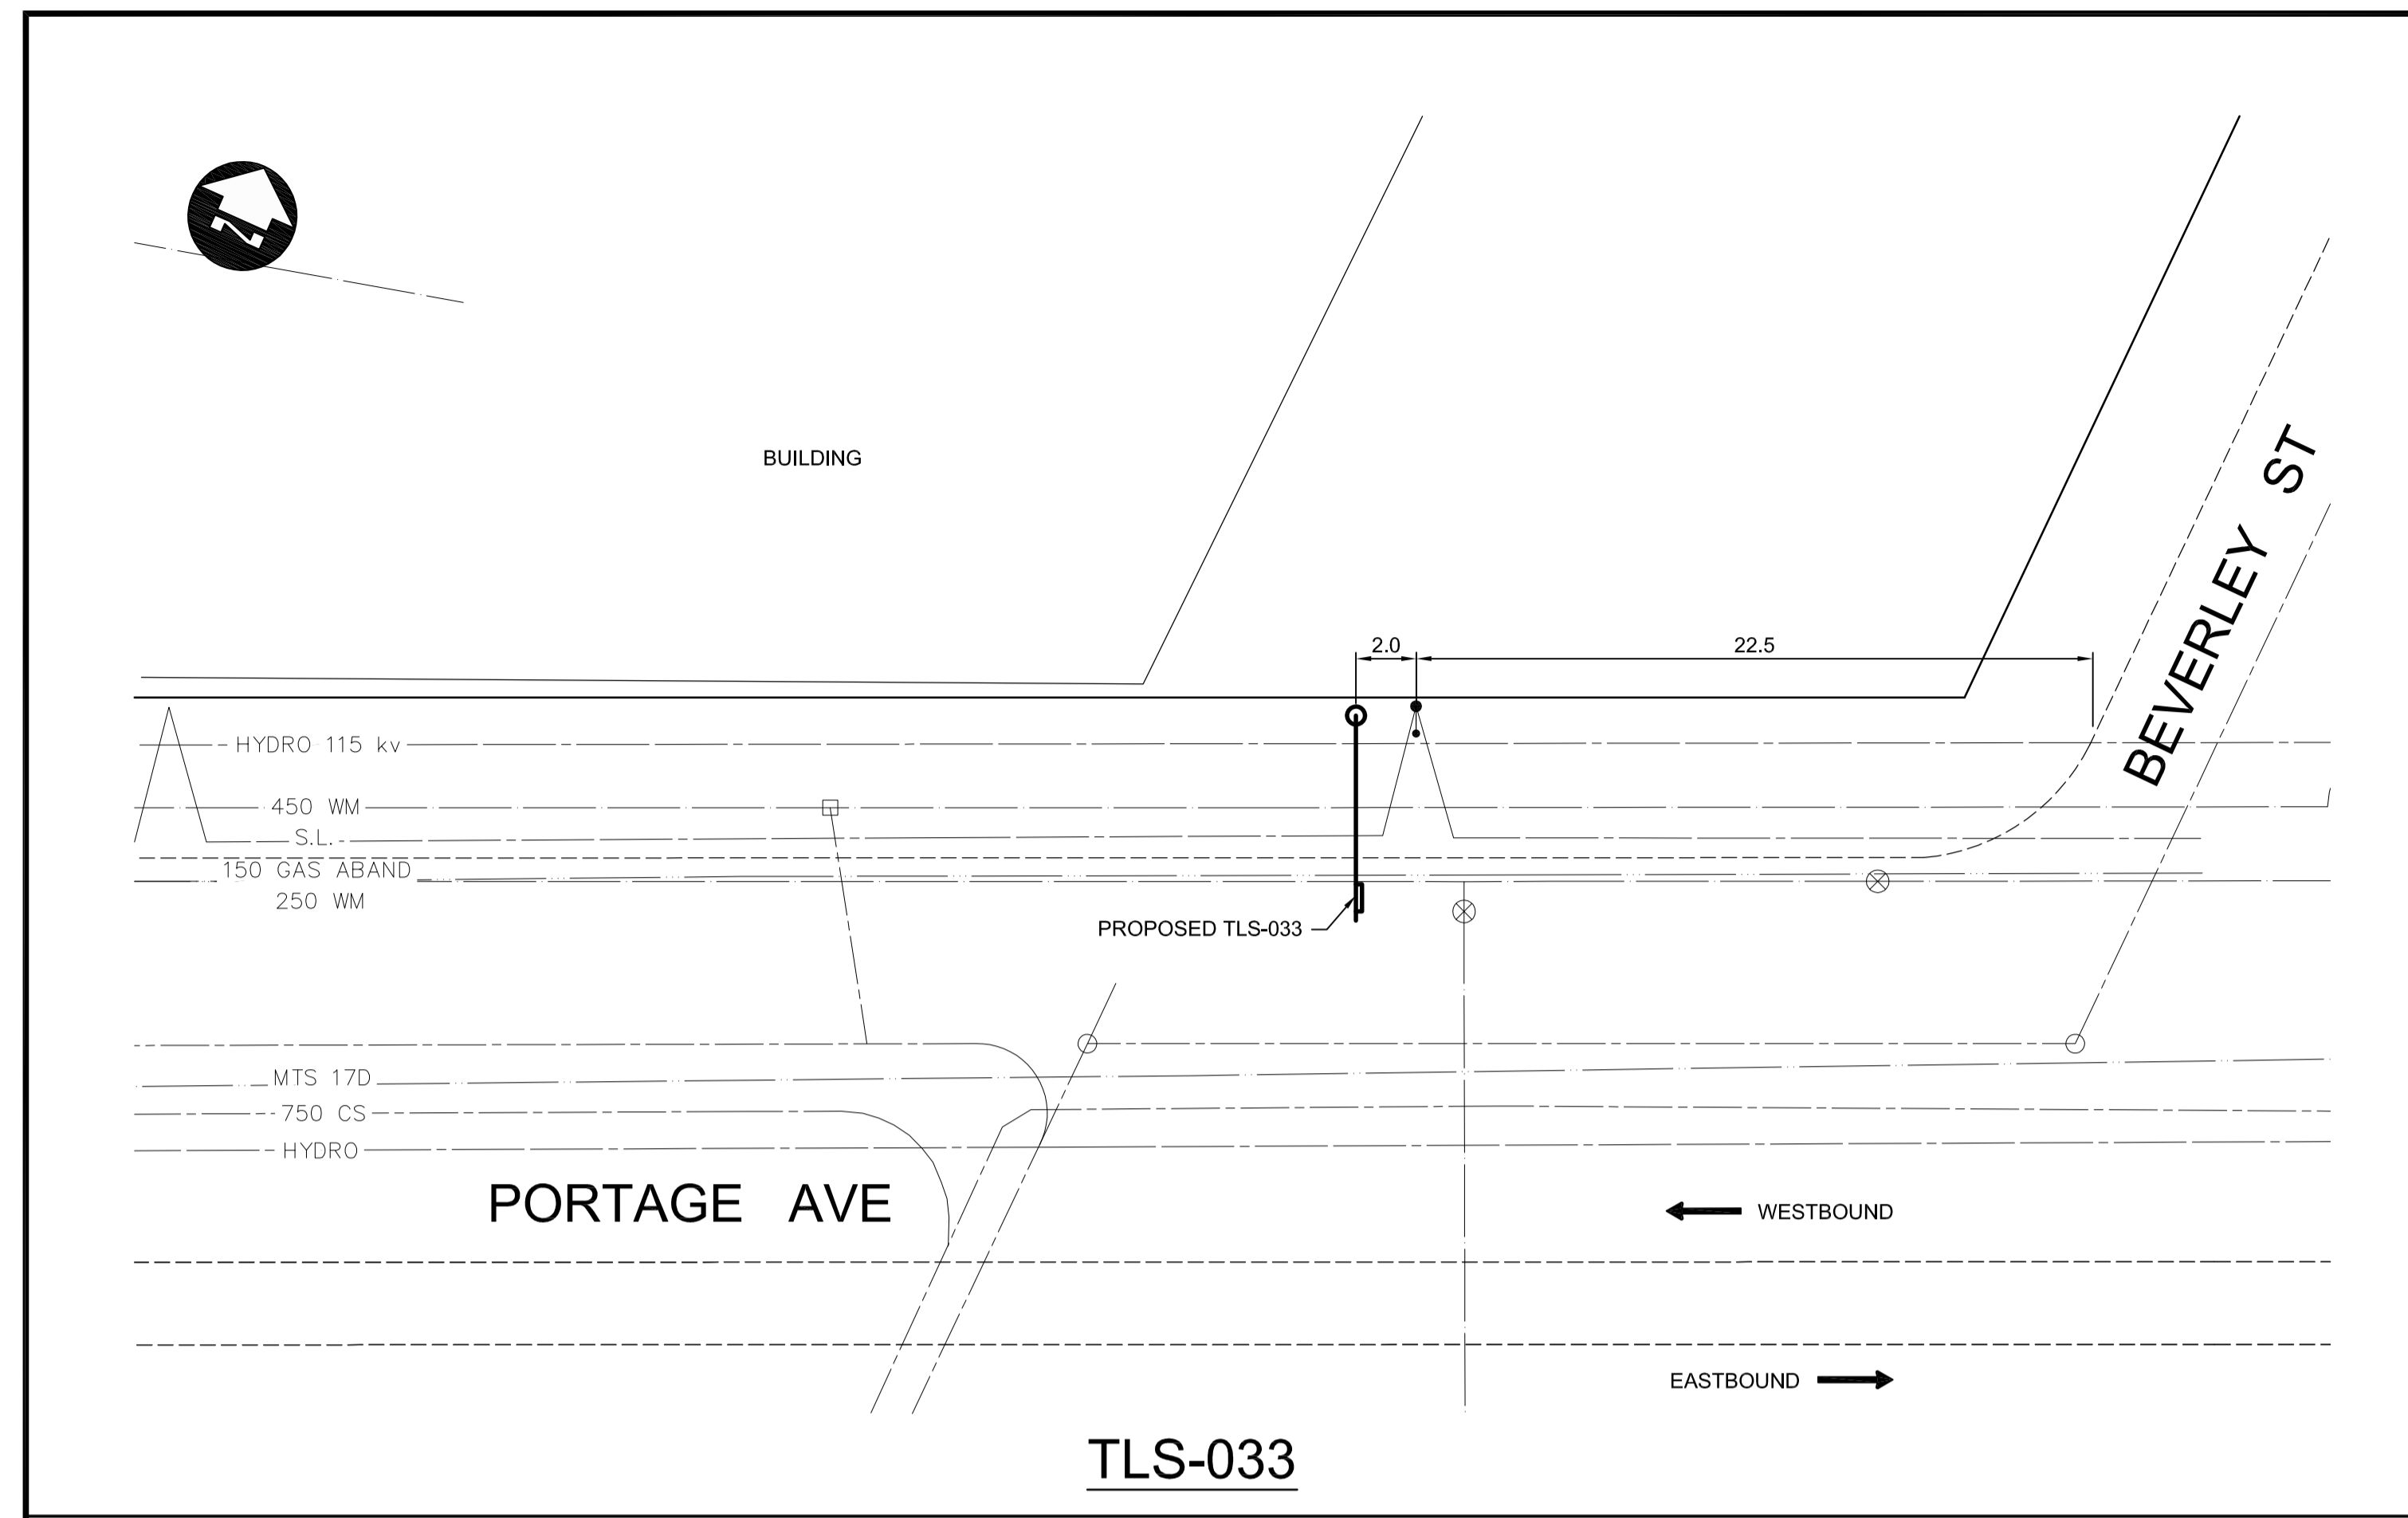 BUILDING
BEVERLEY ST
2.0
22.5
HYDRO 115 kv
450 WM
S.L.
150 GAS ABAND
250 WM
PROPOSED TLS-033
MTS 17D
750 CS
HYDRO
PORTAGE AVE
WESTBOUND
EASTBOUND
TLS-033